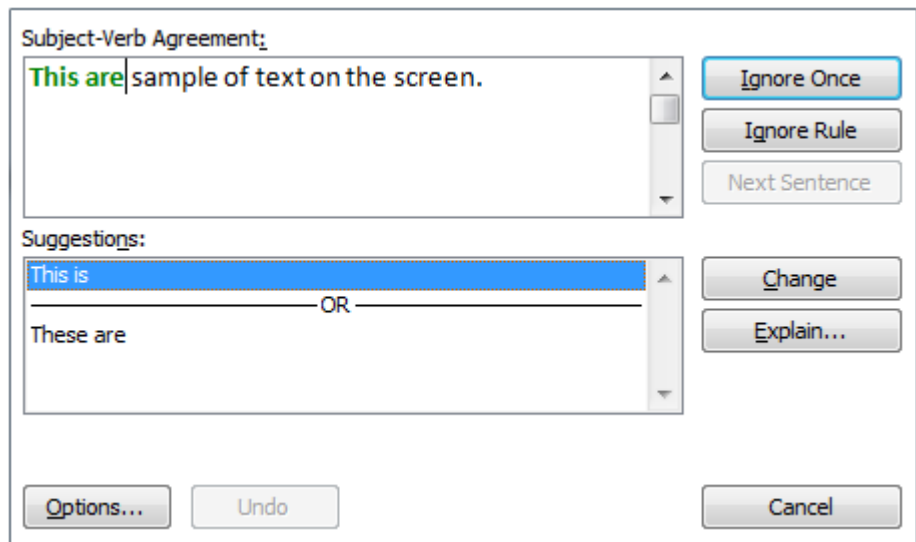 Subject-Verb Agreement:
This are sample of text on the screen.
Ignore Once
Ignore Rule
Next Sentence
Suggestions:
This is
OR
These are
Change
Explain...
Options...
Undo
Cancel